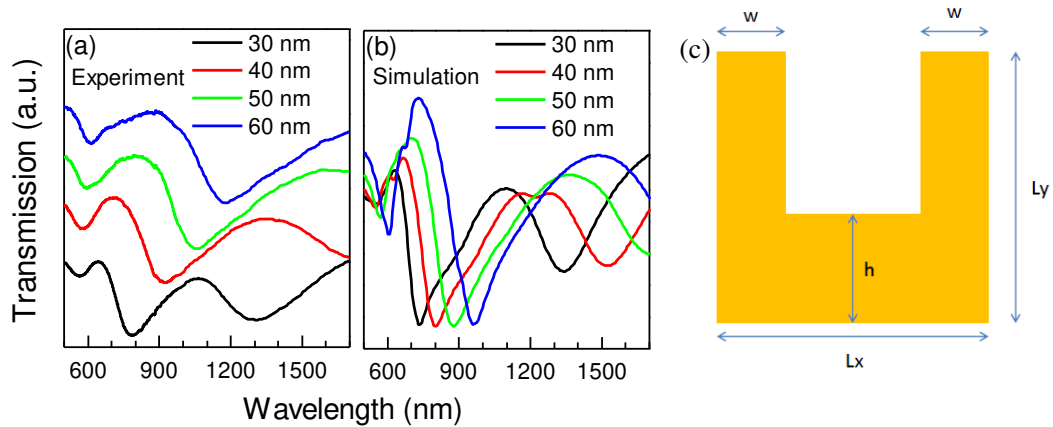 (a)
Experiment
30 nm
40 nm
50 nm
60 nm
(b)
Simulation
30 nm
40 nm
50 nm
60 nm
(c)
w
w
h
Ly
Lx
Transmission (a.u.)
600 900 1200 1500
600 900 1200 1500
Wavelength (nm)